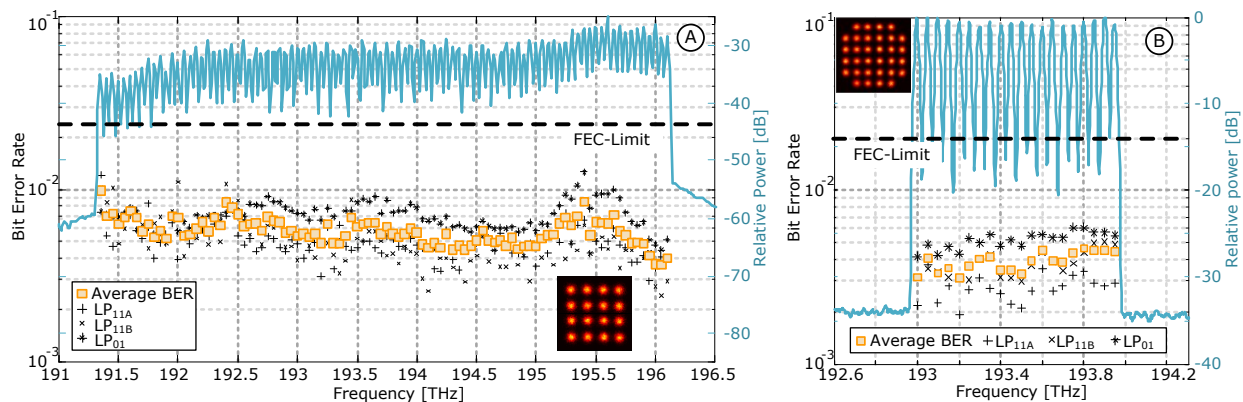 10-1
10-2
10-3
Bit Error Rate
A
FEC-Limit
Average BER
LP11A
LP11B
LP01
-30
-40
-50
-60
-70
-80
Relative Power [dB]
191 191.5 192 192.5 193 193.5 194 194.5 195 195.5 196 196.5
Frequency [THz]
10-1
10-2
10-3
Bit Error Rate
B
FEC-Limit
Average BER LP11A LP11B LP01
0
-10
-20
-30
-40
Relative Power [dB]
192.6 193 193.4 193.8 194.2
Frequency [THz]